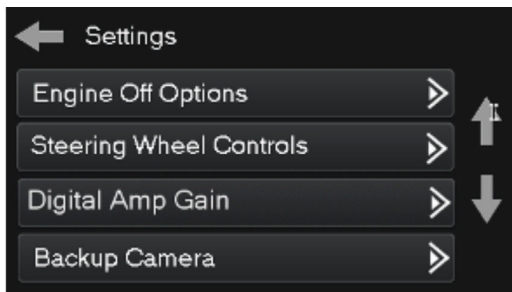 Settings
Engine Off Options
Steering Wheel Controls
Digital Amp Gain
Backup Camera